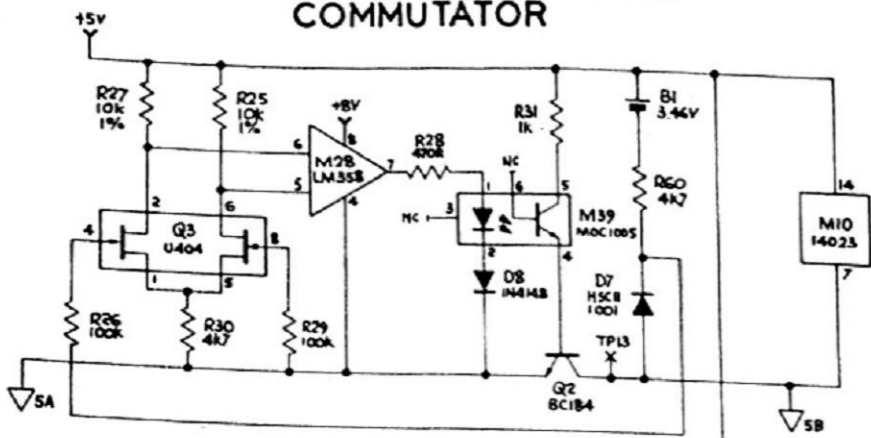 COMMUTATOR
+5V
R27
10k
1%
R25
10k
1%
+8V
8
6
M28
LM358
7
5
4
R28
470R
R31
1k
B1
3.46V
NC
1
6
5
3
NC
M39
MOC1005
2
4
R60
4k7
14
M10
14023
7
2
6
4
Q3
U404
8
1
5
D8
1N4148
D7
HSCH
1001
R26
100k
R30
4k7
R29
100k
TP13
Q2
BC184
5A
5B